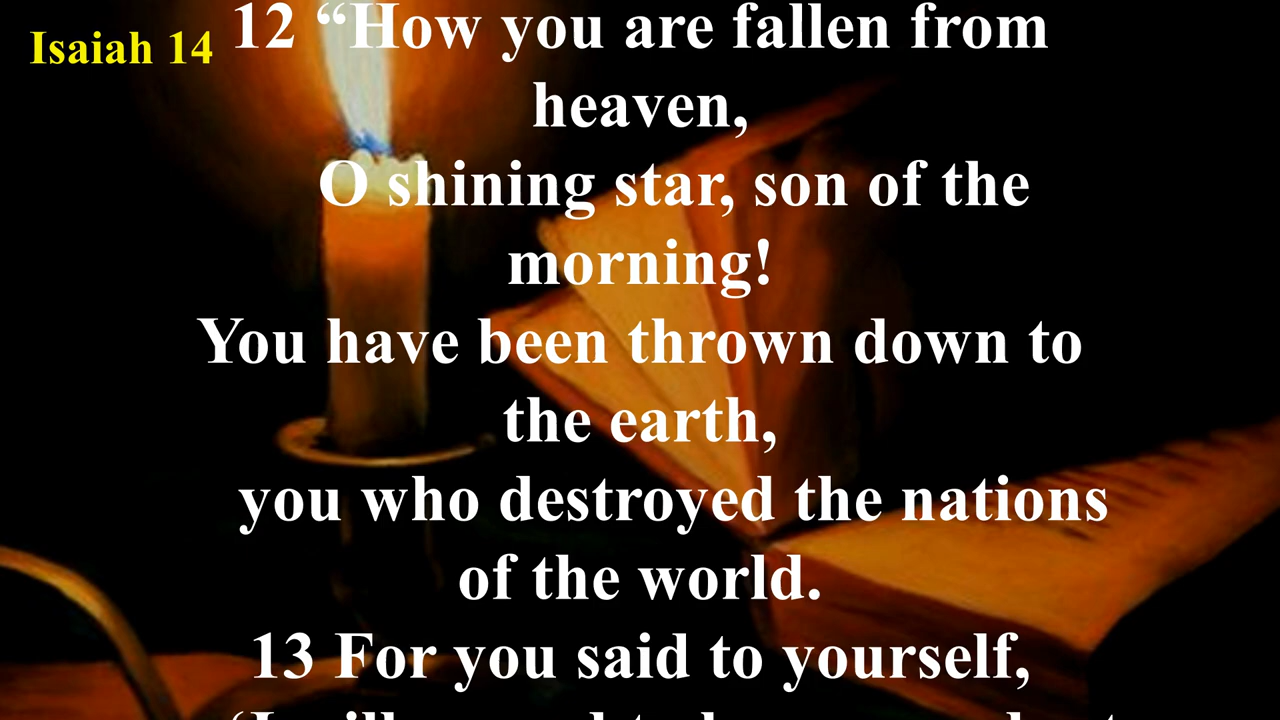 Isaiah 14
12 “How you are fallen from
heaven,
O shining star, son of the
morning!
You have been thrown down to
the earth,
you who destroyed the nations
of the world.
13 For you said to yourself,